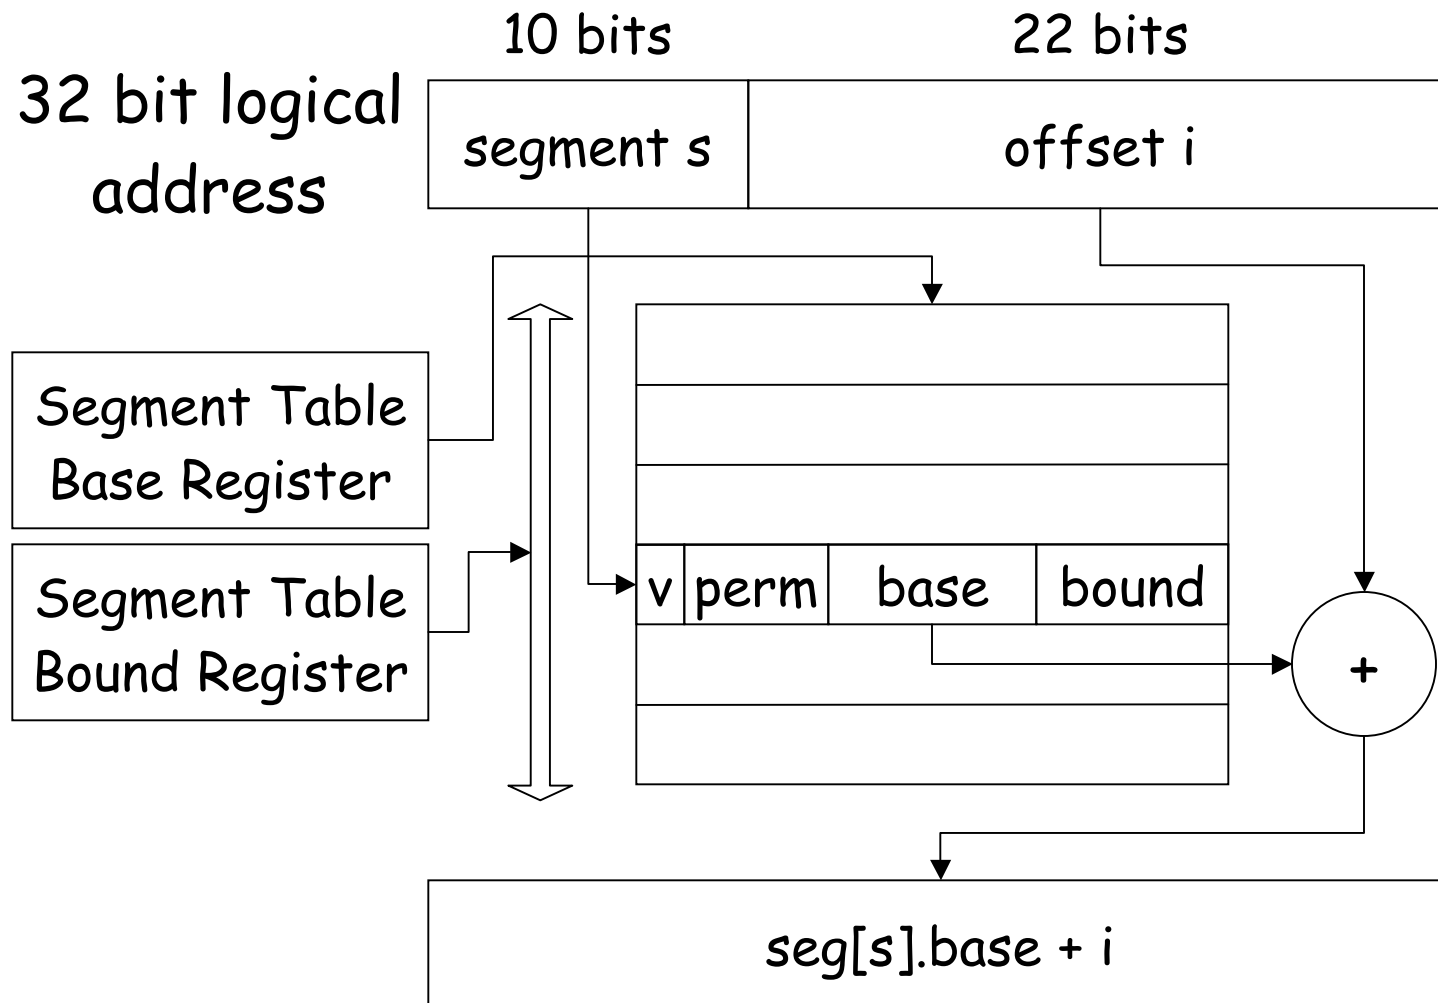 10 bits
22 bits
32 bit logical
address
segment s
offset i
Segment Table
Base Register
Segment Table
Bound Register
v
perm
base
bound
+
seg[s].base + i